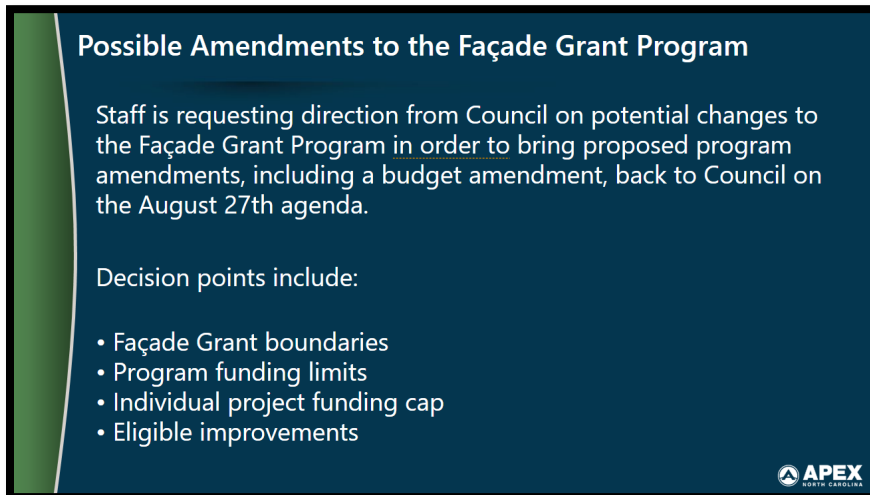 Possible Amendments to the Façade Grant Program
Staff is requesting direction from Council on potential changes to
the Façade Grant Program in order to bring proposed program
amendments, including a budget amendment, back to Council on
the August 27th agenda.
Decision points include:
• Façade Grant boundaries
• Program funding limits
• Individual project funding cap
• Eligible improvements
APEX
NORTH CAROLINA